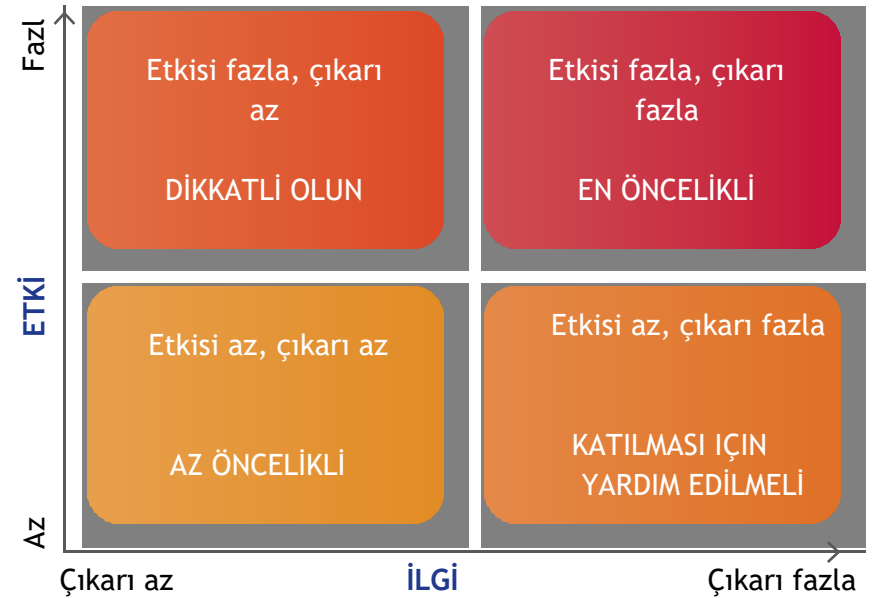 Fazl
Etkisi fazla, çıkarı
az
DİKKATLİ OLUN
Etkisi fazla, çıkarı
fazla
EN ÖNCELİKLİ
ETKİ
Etkisi az, çıkarı az
AZ ÖNCELİKLİ
Etkisi az, çıkarı fazla
KATILMASI IÇIN
YARDIM EDİLMELİ
Az
Çıkarı az
İLGİ
Çıkarı fazla